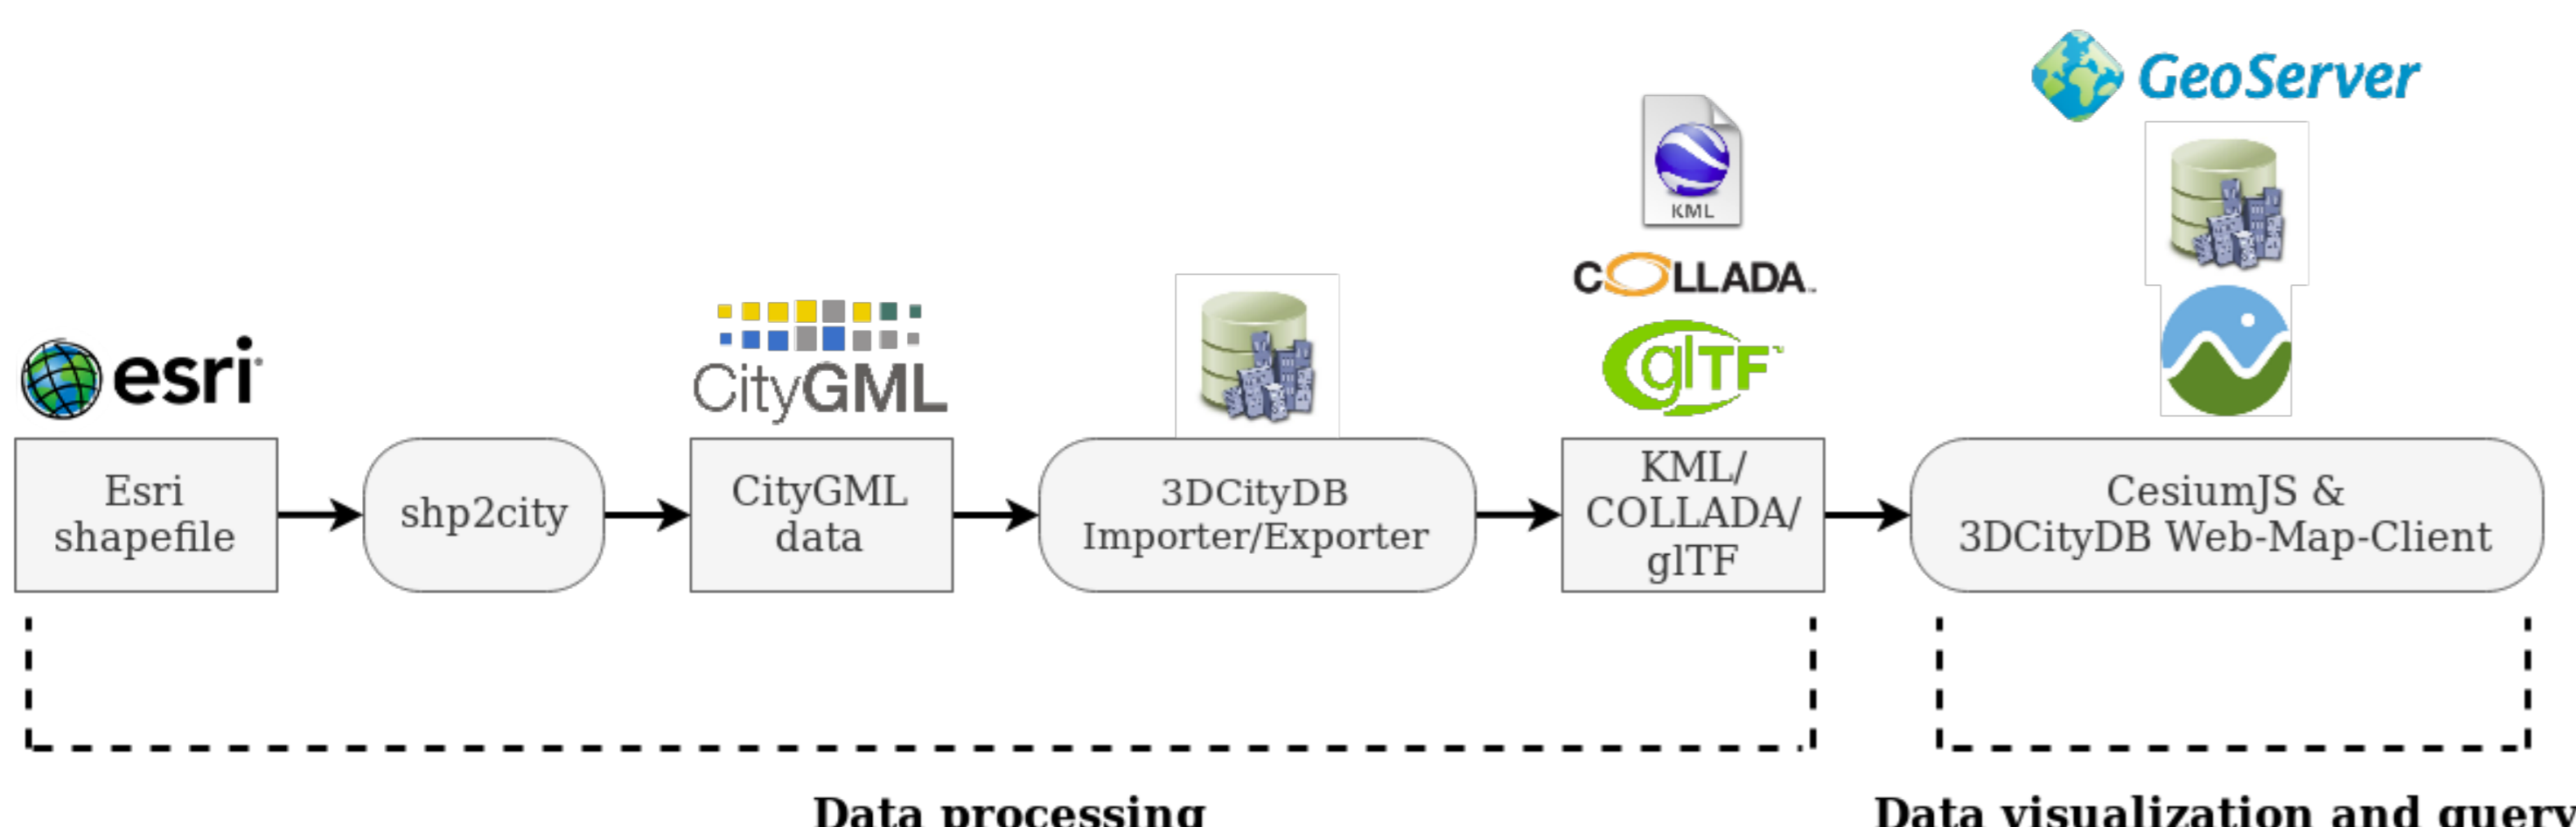 GeoServer
KML
COLLADA
glTF
esri
CityGML
Esri
shapefile
shp2city
CityGML
data
3DCityDB
Importer/Exporter
KML/
COLLADA/
glTF
CesiumJS &
3DCityDB Web-Map-Client
Data processing
Data visualization and query